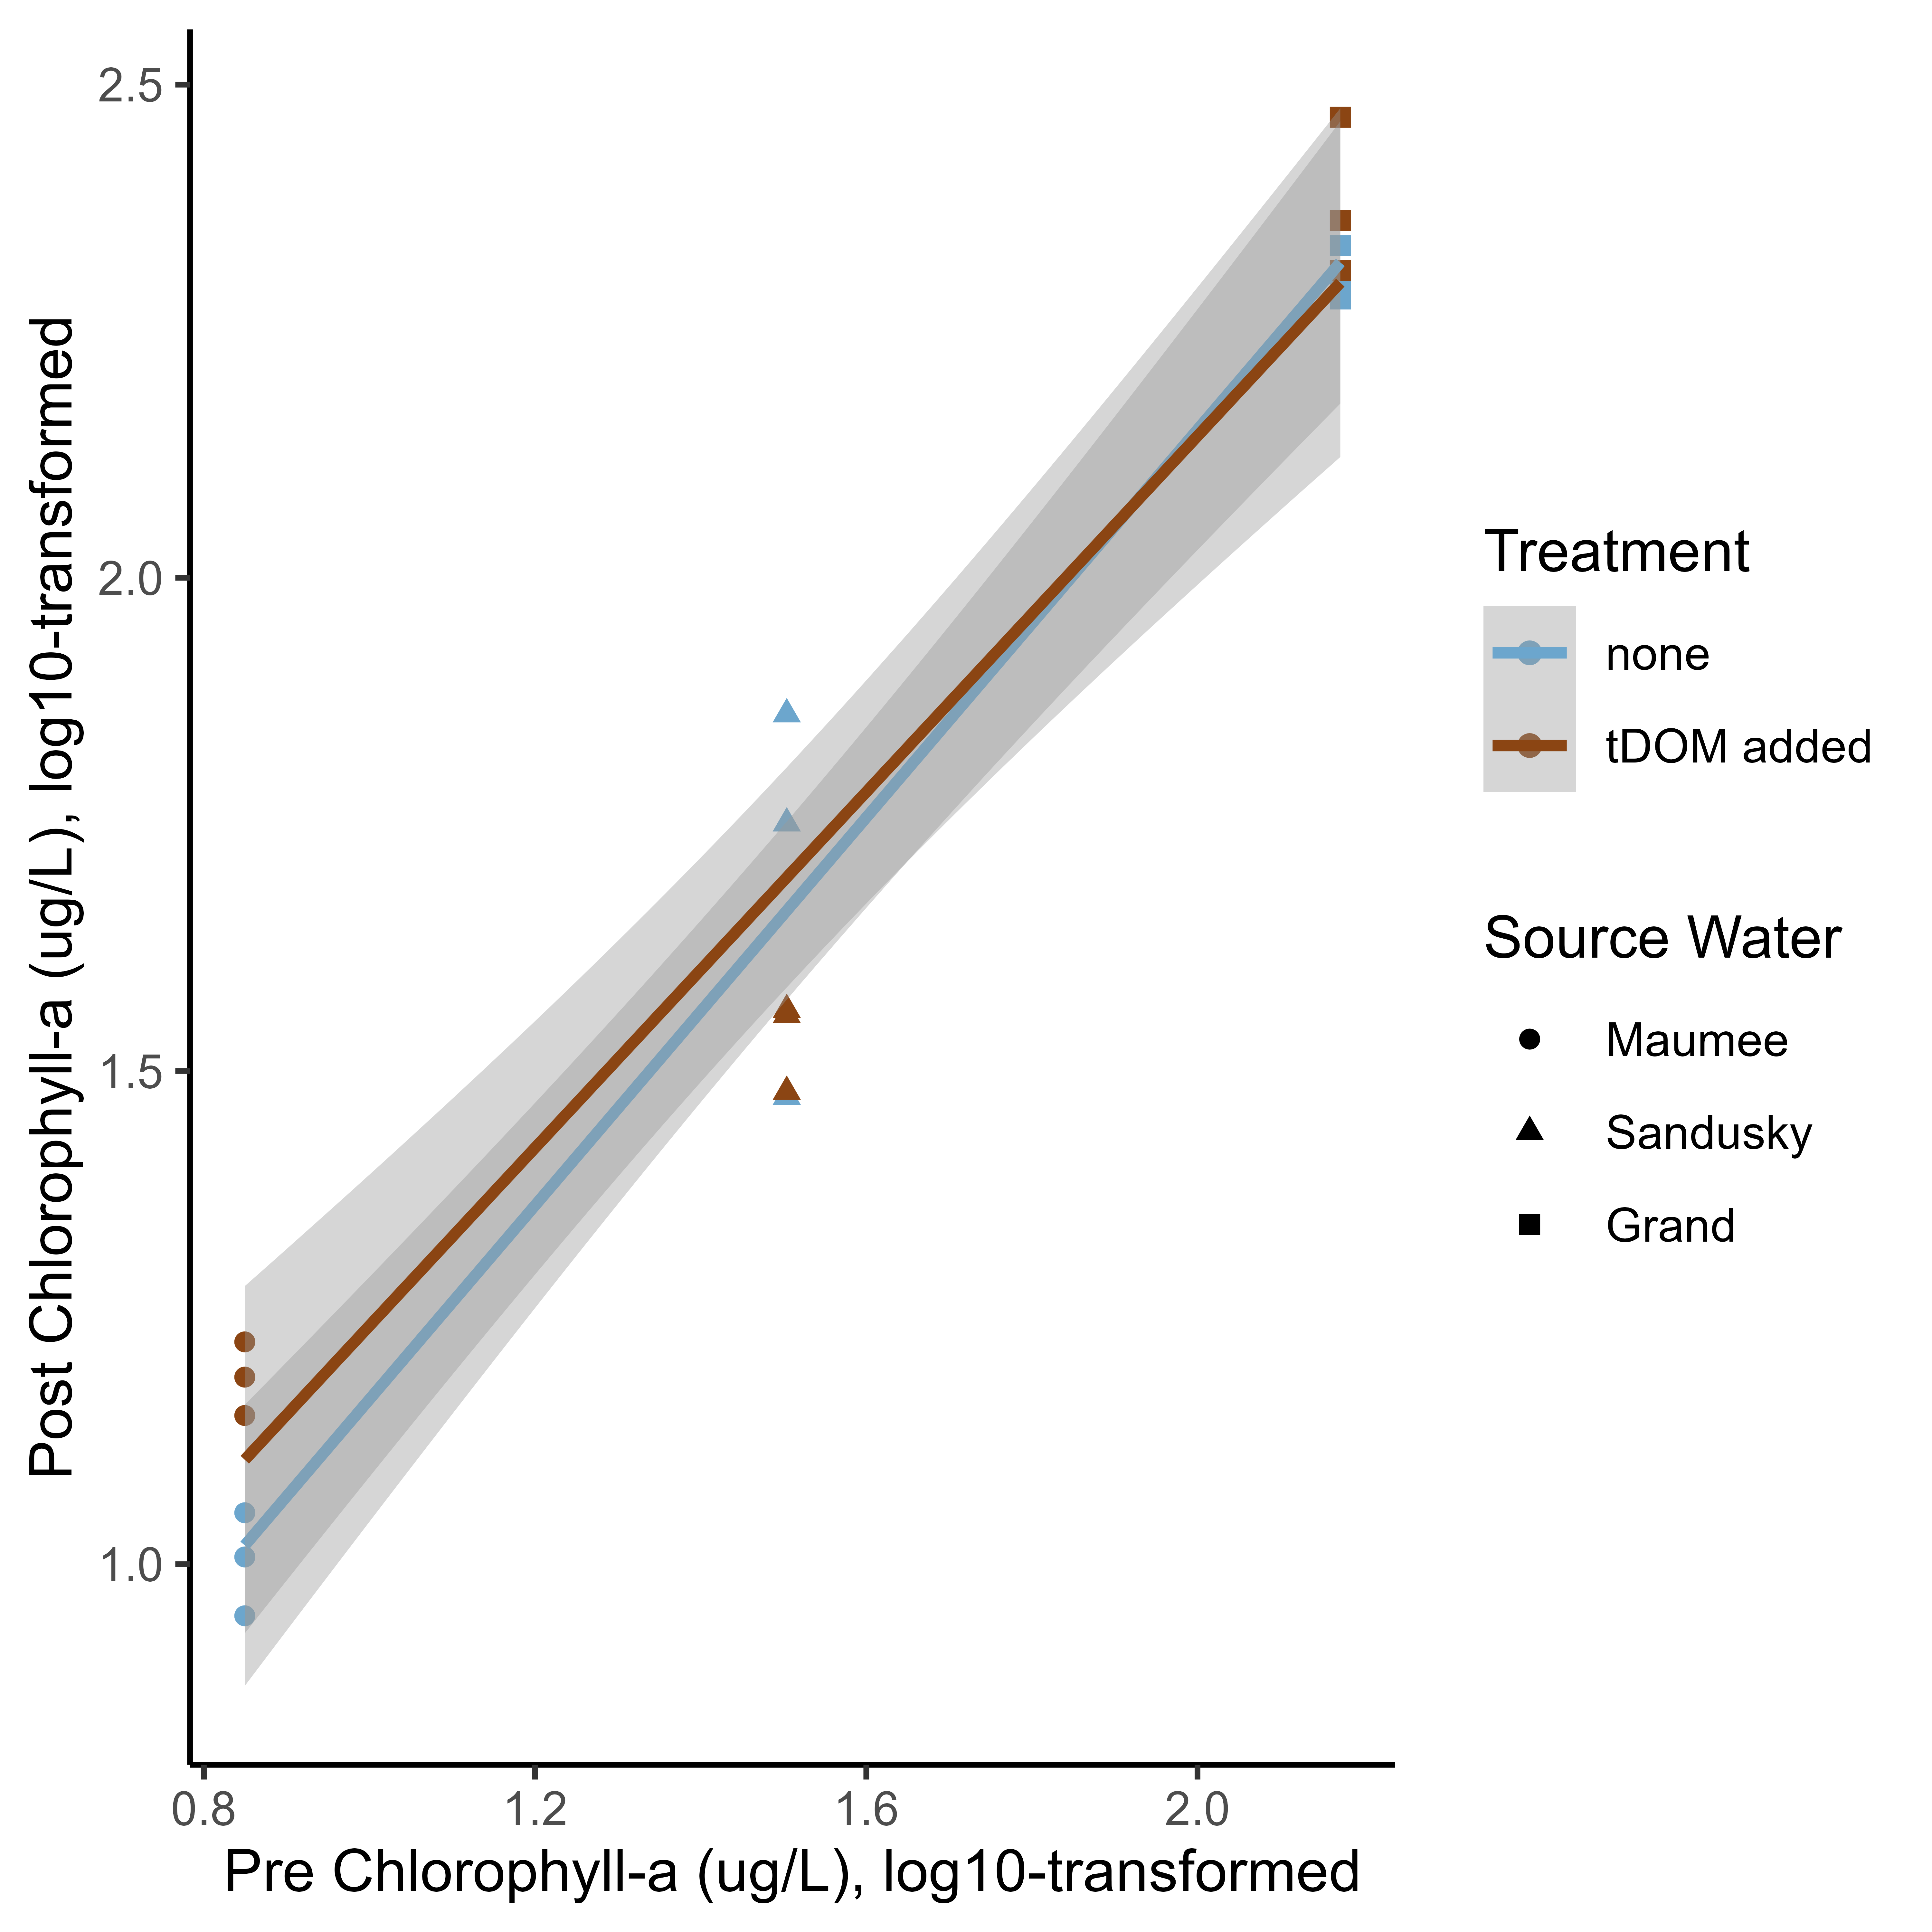 Post Chlorophyll-a (ug/L), log10-transformed
2.5
2.0
1.5
1.0
0.8
1.2
1.6
2.0
Pre Chlorophyll-a (ug/L), log10-transformed
Treatment
none
tDOM added
Source Water
Maumee
Sandusky
Grand